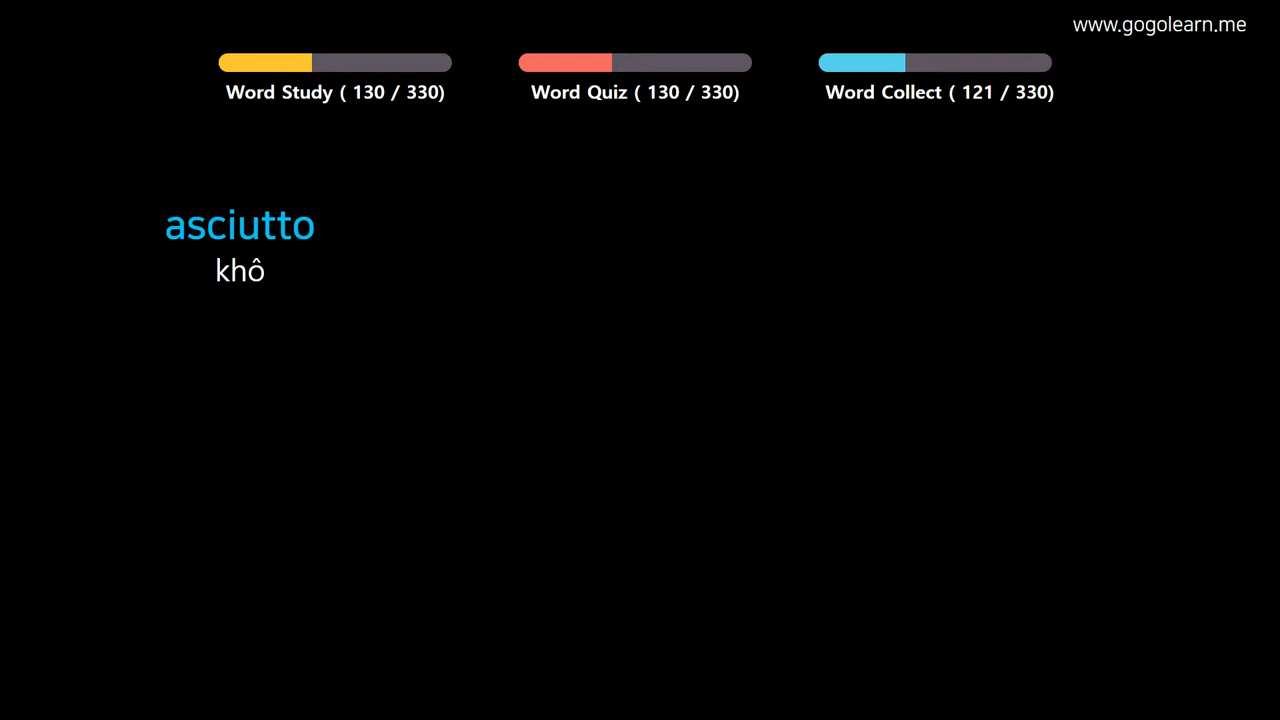 www.gogolearn.me
Word Study ( 130 / 330)
Word Quiz ( 130 / 330)
Word Collect ( 121 / 330)
asciutto
khô